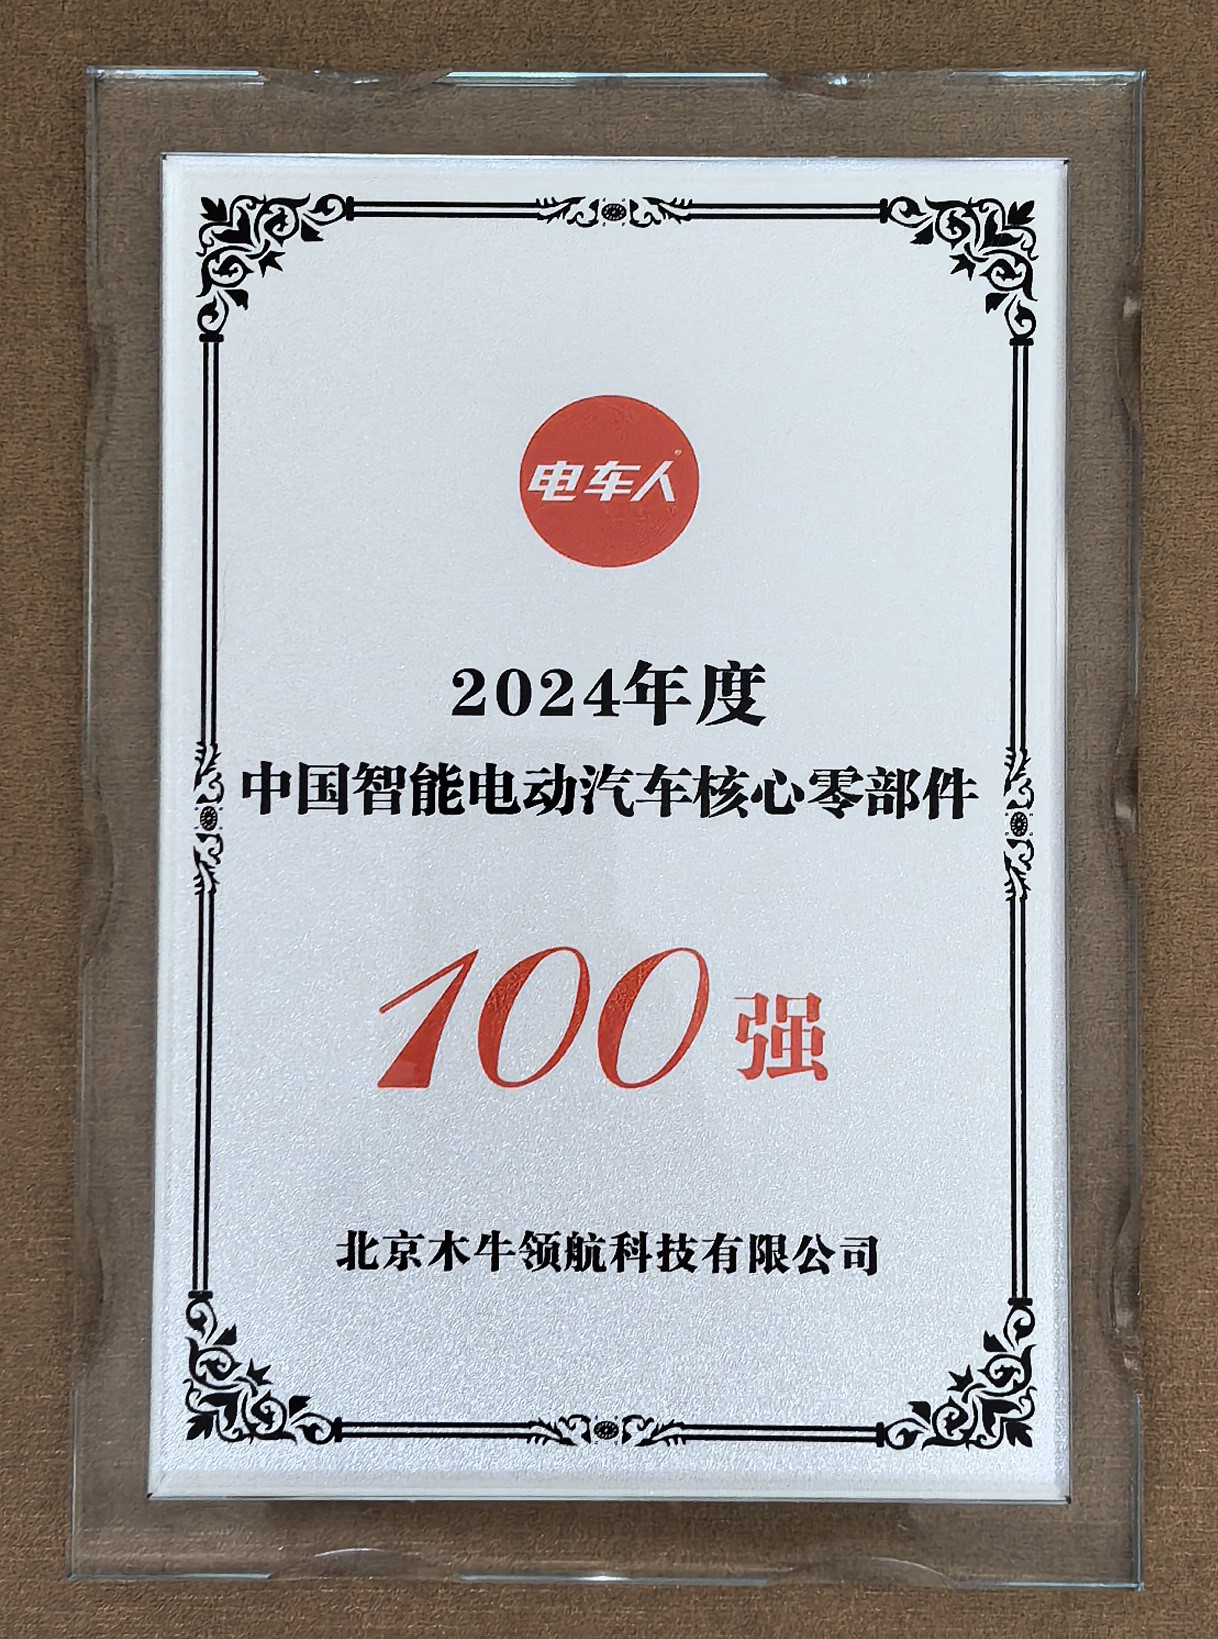 电车人®
2024年度
中国智能电动汽车核心零部件
100强
北京木牛领航科技有限公司